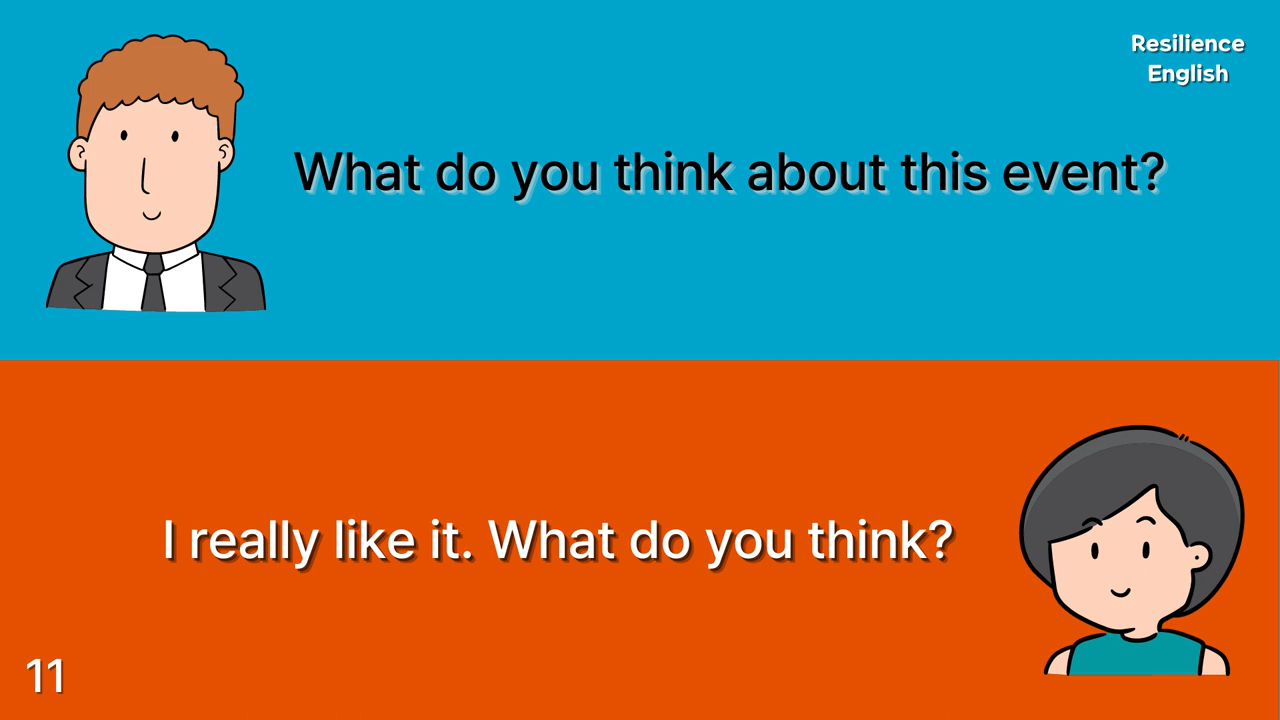 Resilience
English
What do you think about this event?
I really like it. What do you think?
11